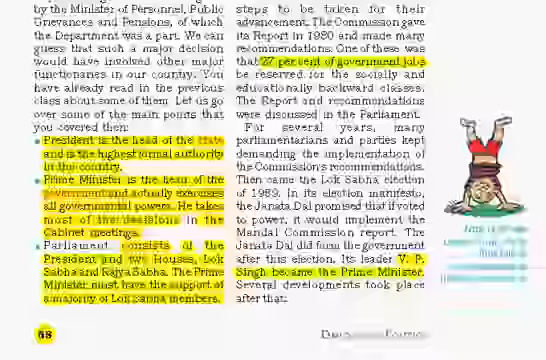 by the Minister of Personnel, Public
Grievances and Pensions, of which
the Department was a part. We can
guess that such a major decision
would have involved other major
functionaries in our country. You
have already read in the previous
class about some of them. Let us go
over some of the main points that
you covered then.
President is the head of the state
and is the highest formal authority
in the country.
Prime Minister is the head of the
government and actually exercises
all governmental powers. He takes
most of the decisions in the
Cabinet meetings.
Parliament consists of the
President and two Houses, Lok
Sabha and Rajya Sabha. The Prime
Minister must have the support of
a majority of Lok Sabha members.
steps to be taken for their
advancement. The Commission gave
its Report in 1980 and made many
recommendations. One of these was
that 27 per cent of government jobs
be reserved for the socially and
educationally backward classes.
The Report and recommendations
were discussed in the Parliament.
For several years, many
parliamentarians and parties kept
demanding the implementation of
the Commission's recommendations.
Then came the Lok Sabha election
of 1989. In its election manifesto,
the Janata Dal promised that if voted
to power, it would implement the
Mandal Commission report. The
Janata Dal did form the government
after this election. Its leader V. P.
Singh became the Prime Minister.
Several developments took place
after that:
68